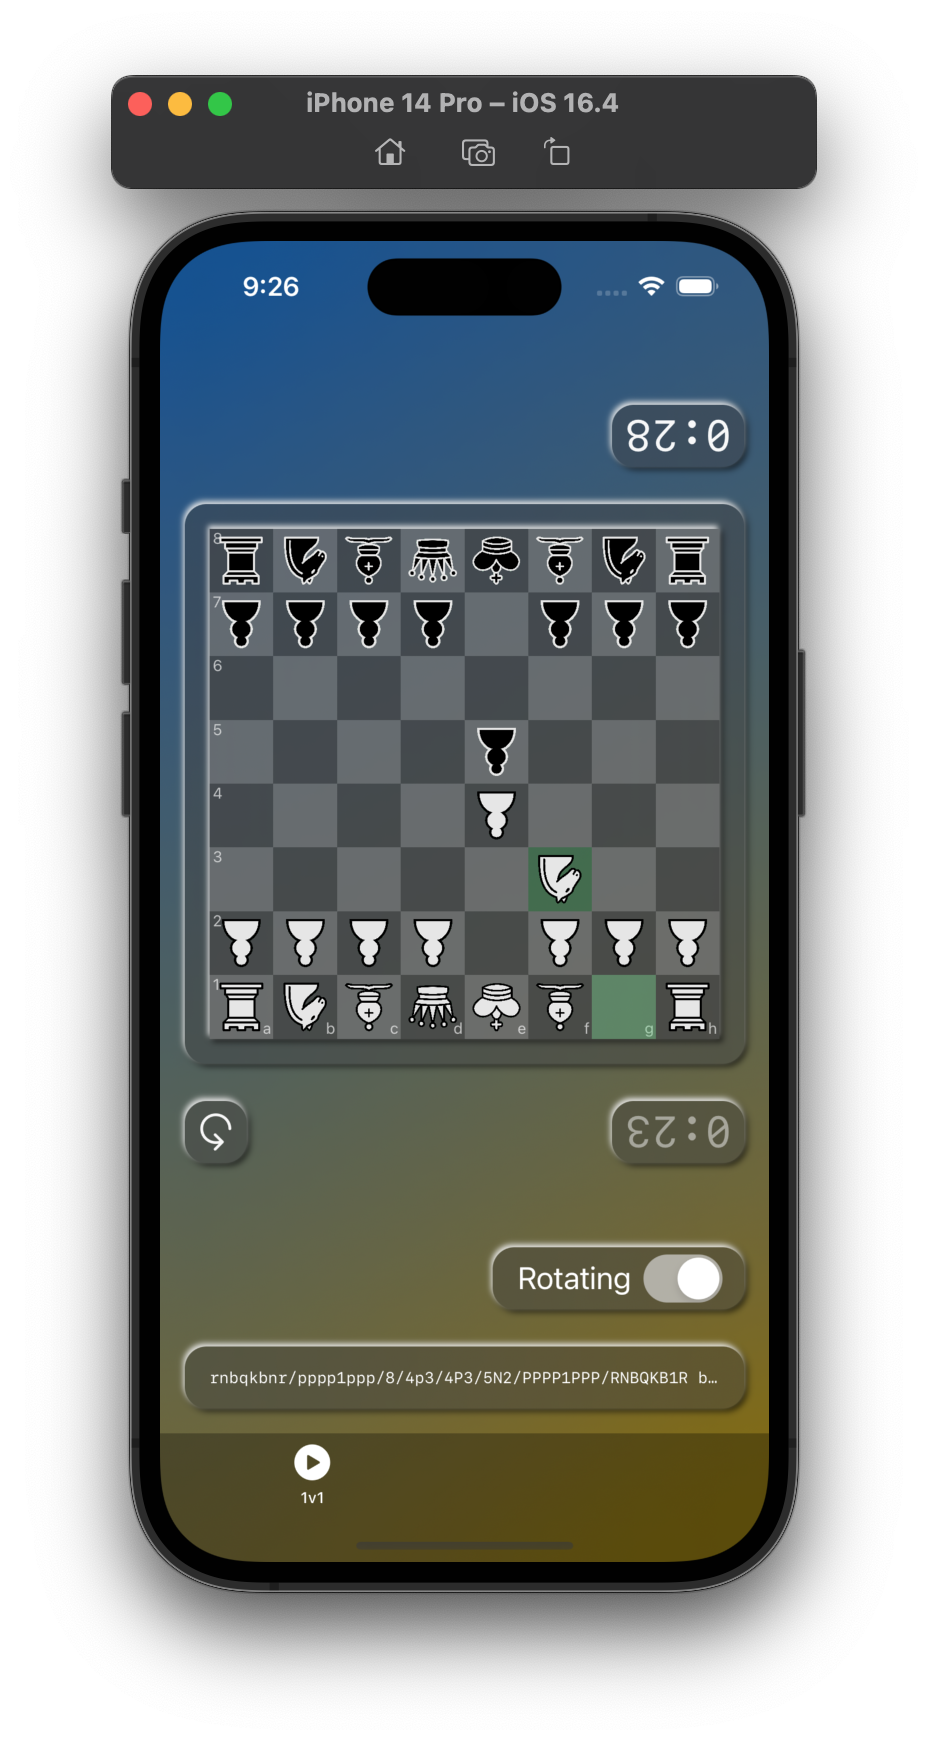 iPhone 14 Pro – iOS 16.4
9:26
0:28
8
7
6
5
4
3
2
1
a b c d e f g h
0:23
Rotating
rnbqkbnr/pppp1ppp/8/4p3/4P3/5N2/PPPP1PPP/RNBQKB1R b…
1v1